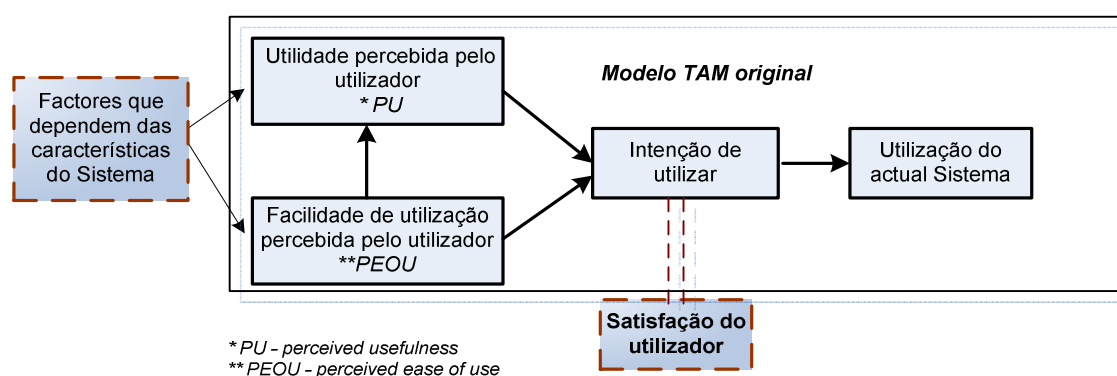 Utilidade percebida pelo
utilizador
* PU
Modelo TAM original
Factores que
dependem das
características
do Sistema
Intenção de
utilizar
Utilização do
actual Sistema
Facilidade de utilização
percebida pelo utilizador
**PEOU
Satisfação do
utilizador
* PU - perceived usefulness
** PEOU - perceived ease of use